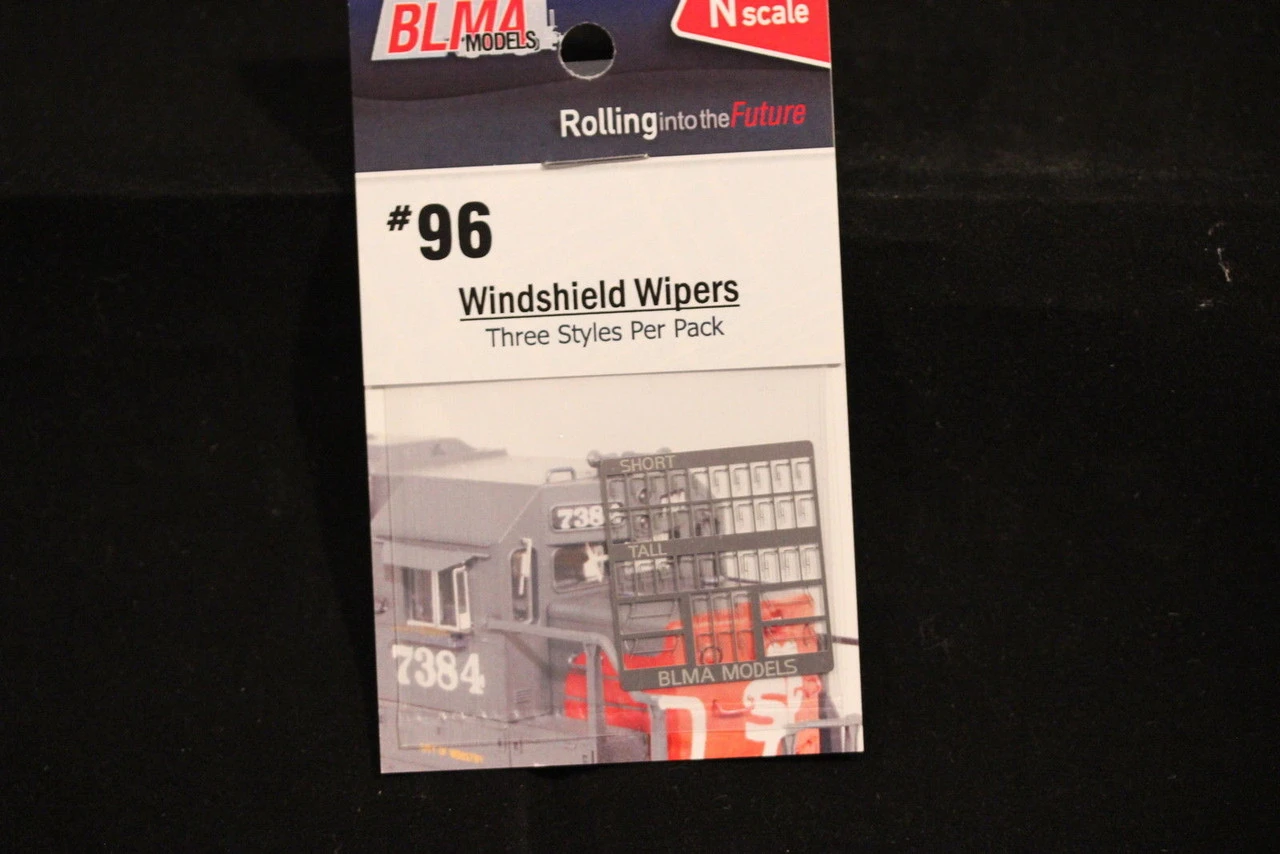 BLMA
MODELS
N scale
Rolling into the Future
#96
Windshield Wipers
Three Styles Per Pack
SHORT
738
TALL
7384
BLMA MODELS